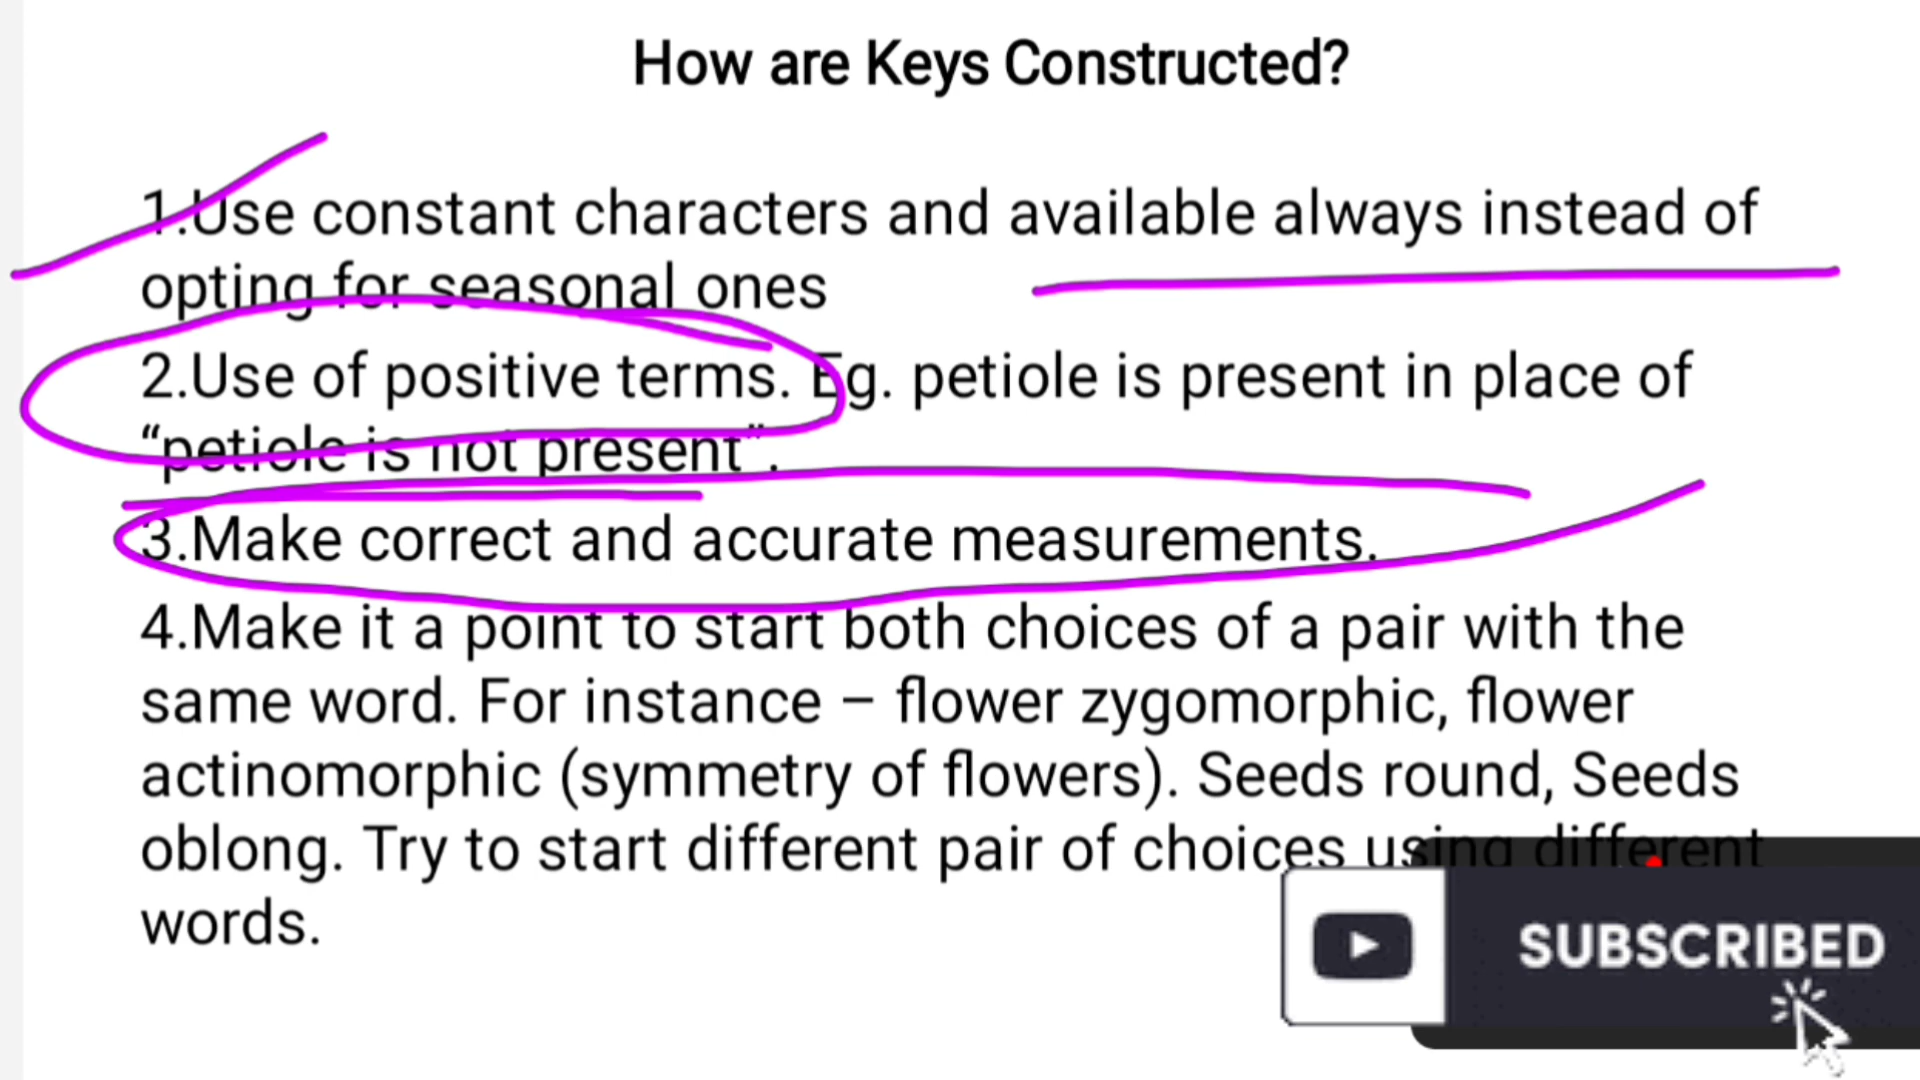 How are Keys Constructed?
1.Use constant characters and available always instead of
opting for seasonal ones
2.Use of positive terms. Eg. petiole is present in place of
“petiole is not present”.
3.Make correct and accurate measurements.
4.Make it a point to start both choices of a pair with the
same word. For instance – flower zygomorphic, flower
actinomorphic (symmetry of flowers). Seeds round, Seeds
oblong. Try to start different pair of choices using different
words.
SUBSCRIBED